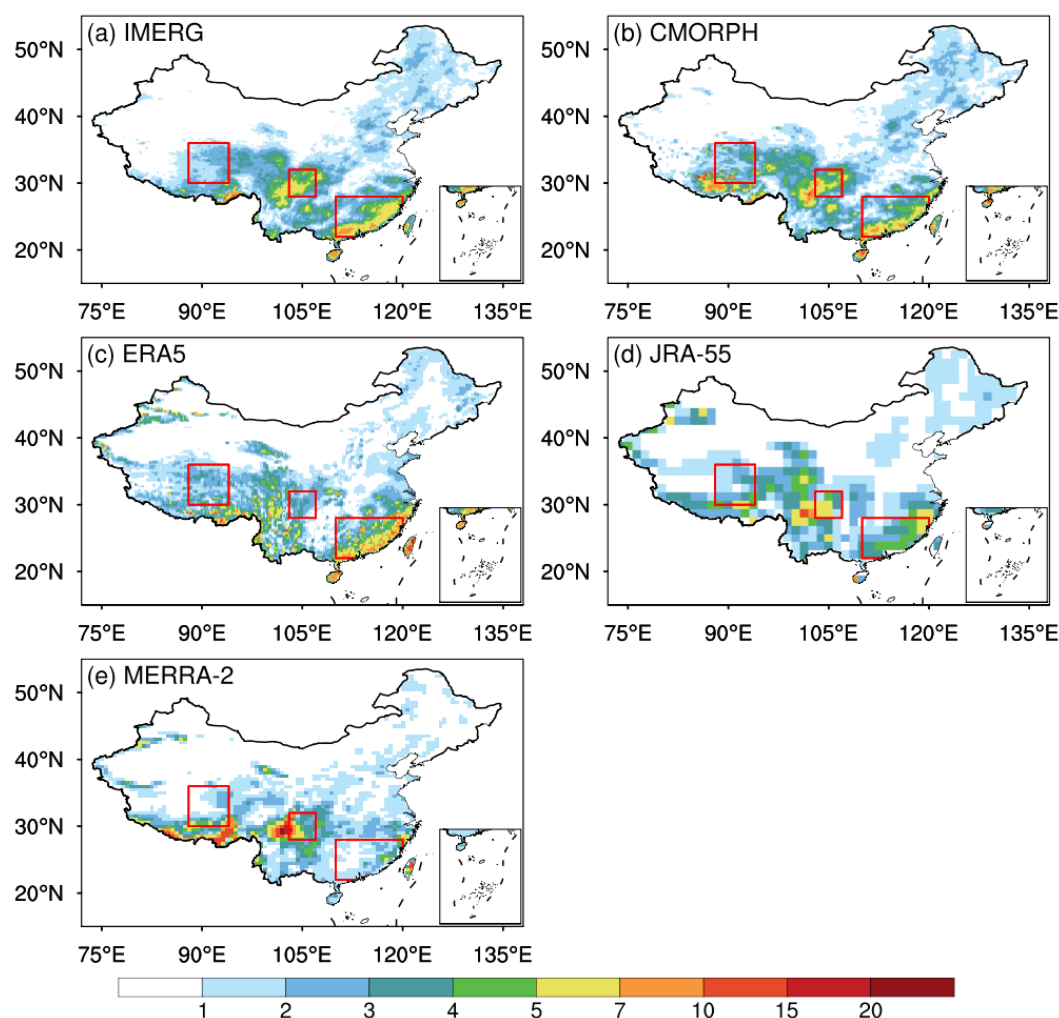 (a) IMERG
50°N
40°N
30°N
20°N
75°E 90°E 105°E 120°E 135°E
(b) CMORPH
50°N
40°N
30°N
20°N
75°E 90°E 105°E 120°E 135°E
(c) ERA5
50°N
40°N
30°N
20°N
75°E 90°E 105°E 120°E 135°E
(d) JRA-55
50°N
40°N
30°N
20°N
75°E 90°E 105°E 120°E 135°E
(e) MERRA-2
50°N
40°N
30°N
20°N
75°E 90°E 105°E 120°E 135°E
1 2 3 4 5 7 10 15 20